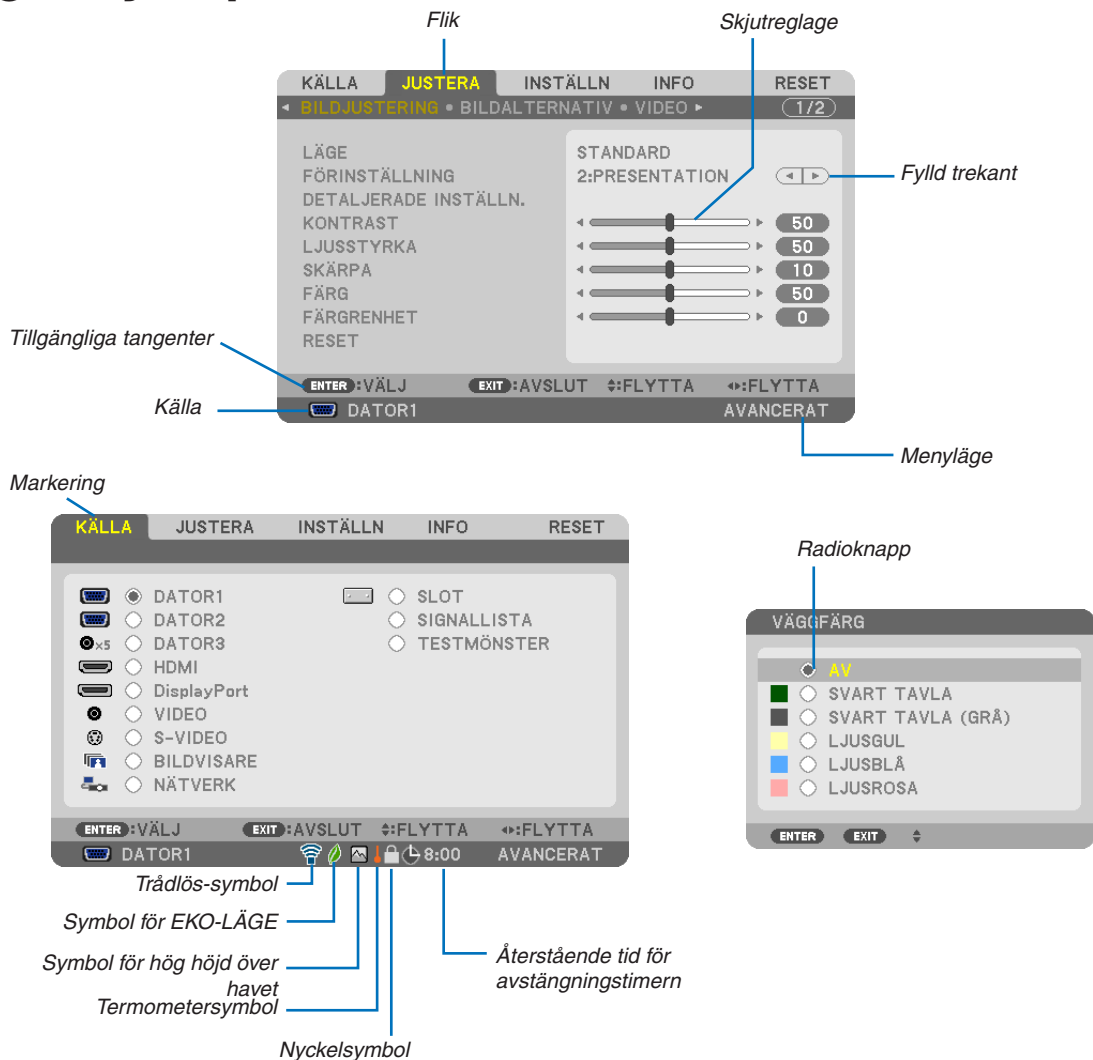 Flik
Skjutreglage
KÄLLA JUSTERA INSTÄLLN INFO RESET
BILDJUSTERING • BILDALTERNATIV • VIDEO 1/2
LÄGE STANDARD
FÖRINSTÄLLNING 2:PRESENTATION
Fylld trekant
DETALJERADE INSTÄLLN.
KONTRAST 50
LJUSSTYRKA 50
SKÄRPA 10
FÄRG 50
FÄRGRENHET 0
RESET
Tillgängliga tangenter
ENTER :VÄLJ EXIT :AVSLUT :FLYTTA :FLYTTA
Källa
DATOR1 AVANCERAT
Menyläge
Markering
KÄLLA JUSTERA INSTÄLLN INFO RESET
DATOR1 SLOT
DATOR2 SIGNALLISTA
×5 DATOR3 TESTMÖNSTER
HDMI
DisplayPort
VIDEO
S-VIDEO
BILDVISARE
NÄTVERK
ENTER :VÄLJ EXIT :AVSLUT :FLYTTA :FLYTTA
DATOR1 8:00 AVANCERAT
Radioknapp
VÄGGFÄRG
AV
SVART TAVLA
SVART TAVLA (GRÅ)
LJUSGUL
LJUSBLÅ
LJUSROSA
ENTER EXIT
Trådlös-symbol
Symbol för EKO-LÄGE
Symbol för hög höjd över
havet
Termometersymbol
Nyckelsymbol
Återstående tid för
avstängningstimern